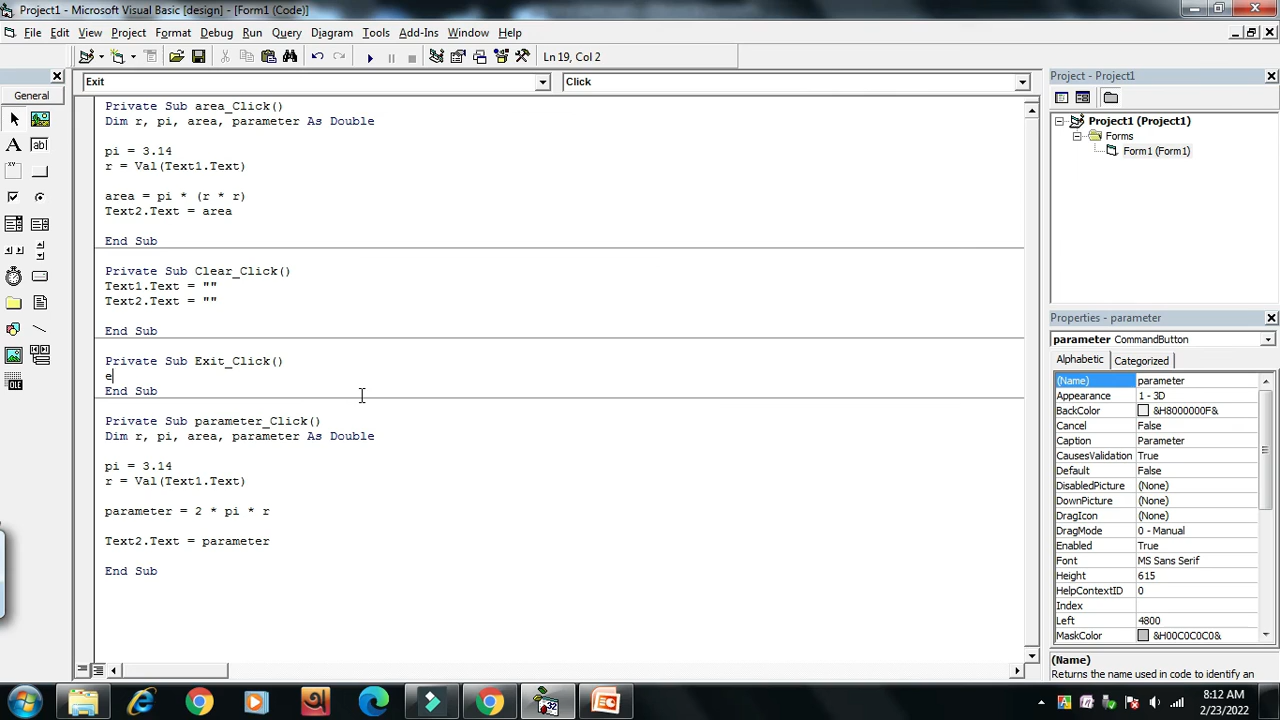 Project1 - Microsoft Visual Basic [design] - [Form1 (Code)]
File Edit View Project Format Debug Run Query Diagram Tools Add-Ins Window Help
Ln 19, Col 2
General
Exit
Click
Private Sub area_Click()
Dim r, pi, area, parameter As Double
pi = 3.14
r = Val(Text1.Text)
area = pi * (r * r)
Text2.Text = area
End Sub
Private Sub Clear_Click()
Text1.Text = ""
Text2.Text = ""
End Sub
Private Sub Exit_Click()
e
End Sub
Private Sub parameter_Click()
Dim r, pi, area, parameter As Double
pi = 3.14
r = Val(Text1.Text)
parameter = 2 * pi * r
Text2.Text = parameter
End Sub
Project - Project1
Project1 (Project1)
Forms
Form1 (Form1)
Properties - parameter
parameter CommandButton
Alphabetic Categorized
(Name) parameter
Appearance 1 - 3D
BackColor &H8000000F&
Cancel False
Caption Parameter
CausesValidation True
Default False
DisabledPicture (None)
DownPicture (None)
DragIcon (None)
DragMode 0 - Manual
Enabled True
Font MS Sans Serif
Height 615
HelpContextID 0
Index
Left 4800
MaskColor &H00C0C0C0&
(Name)
Returns the name used in code to identify an
8:12 AM
2/23/2022